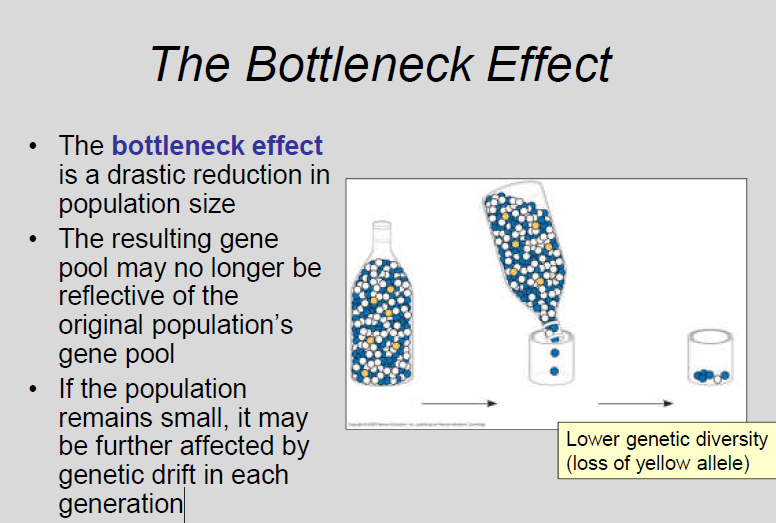 The Bottleneck Effect
• The bottleneck effect
is a drastic reduction in
population size
• The resulting gene
pool may no longer be
reflective of the
original population's
gene pool
• If the population
remains small, it may
be further affected by
genetic drift in each
generation
Lower genetic diversity
(loss of yellow allele)